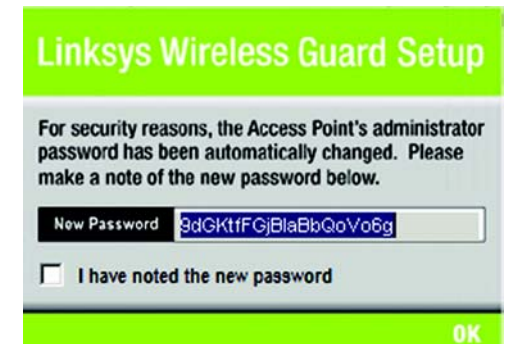 Linksys Wireless Guard Setup
For security reasons, the Access Point's administrator
password has been automatically changed. Please
make a note of the new password below.
New Password 9dGKtfFGjBlaBbQoVo6g
I have noted the new password
OK